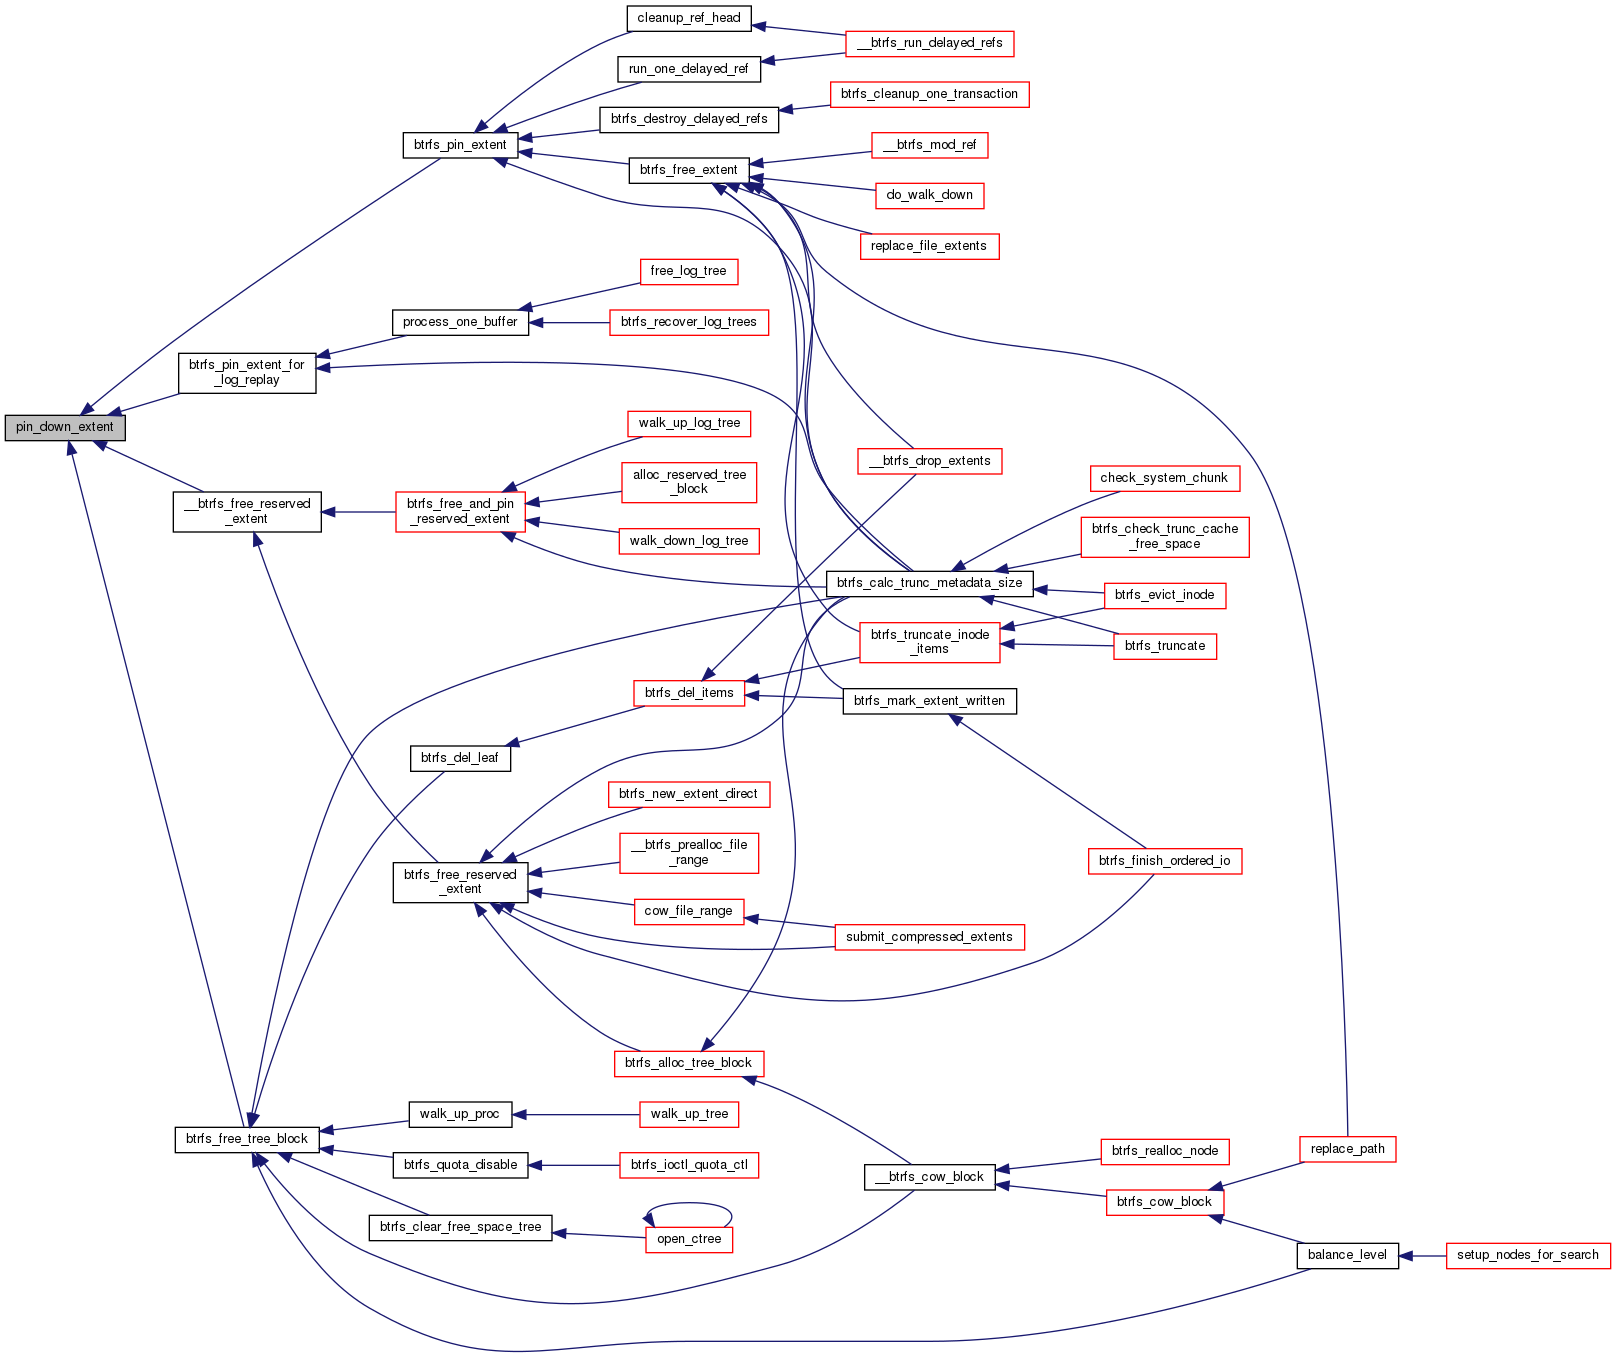 cleanup_ref_head
__btrfs_run_delayed_refs
run_one_delayed_ref
btrfs_cleanup_one_transaction
btrfs_destroy_delayed_refs
btrfs_pin_extent
__btrfs_mod_ref
btrfs_free_extent
do_walk_down
replace_file_extents
free_log_tree
process_one_buffer
btrfs_recover_log_trees
btrfs_pin_extent_for
_log_replay
pin_down_extent
walk_up_log_tree
__btrfs_drop_extents
check_system_chunk
alloc_reserved_tree
_block
__btrfs_free_reserved
_extent
btrfs_free_and_pin
_reserved_extent
walk_down_log_tree
btrfs_check_trunc_cache
_free_space
btrfs_calc_trunc_metadata_size
btrfs_evict_inode
btrfs_truncate_inode
_items
btrfs_truncate
btrfs_del_items
btrfs_mark_extent_written
btrfs_del_leaf
btrfs_new_extent_direct
__btrfs_prealloc_file
_range
btrfs_finish_ordered_io
btrfs_free_reserved
_extent
cow_file_range
submit_compressed_extents
btrfs_alloc_tree_block
walk_up_proc
walk_up_tree
btrfs_free_tree_block
replace_path
btrfs_realloc_node
btrfs_quota_disable
btrfs_ioctl_quota_ctl
__btrfs_cow_block
btrfs_cow_block
btrfs_clear_free_space_tree
open_ctree
balance_level
setup_nodes_for_search